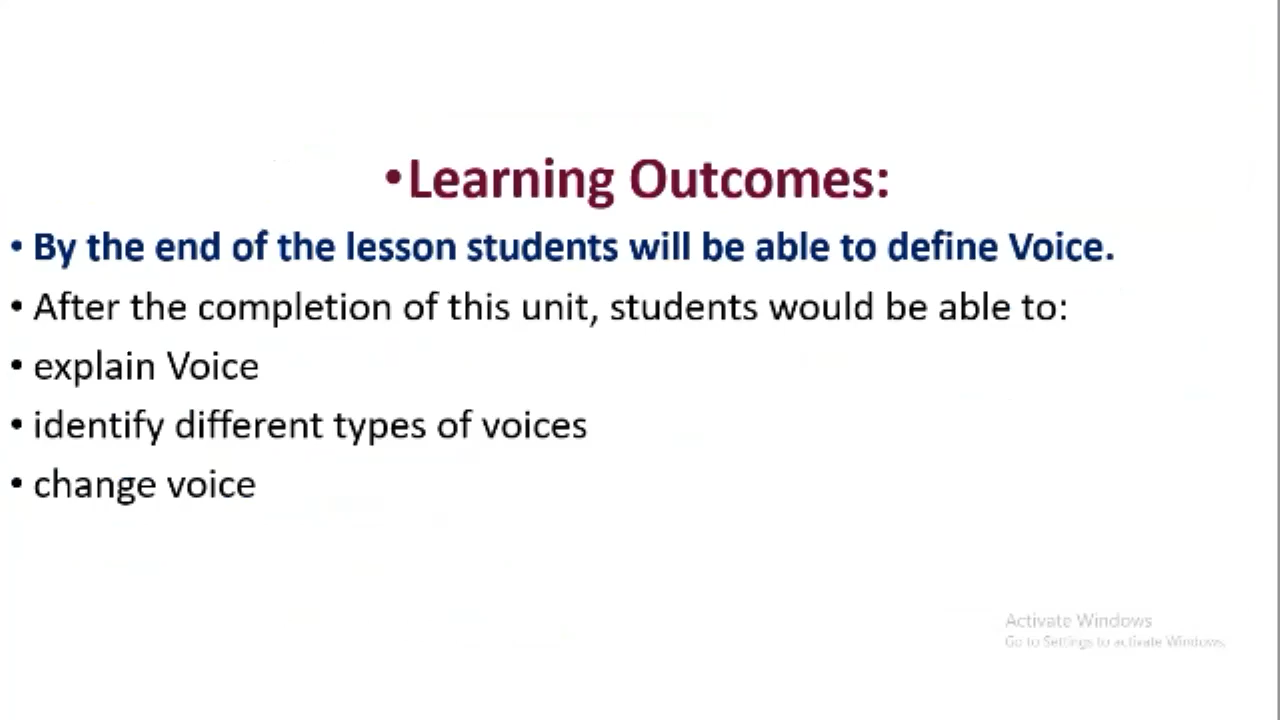 •Learning Outcomes:
• By the end of the lesson students will be able to define Voice.
• After the completion of this unit, students would be able to:
• explain Voice
• identify different types of voices
• change voice
Activate Windows
Go to Settings to activate Windows.